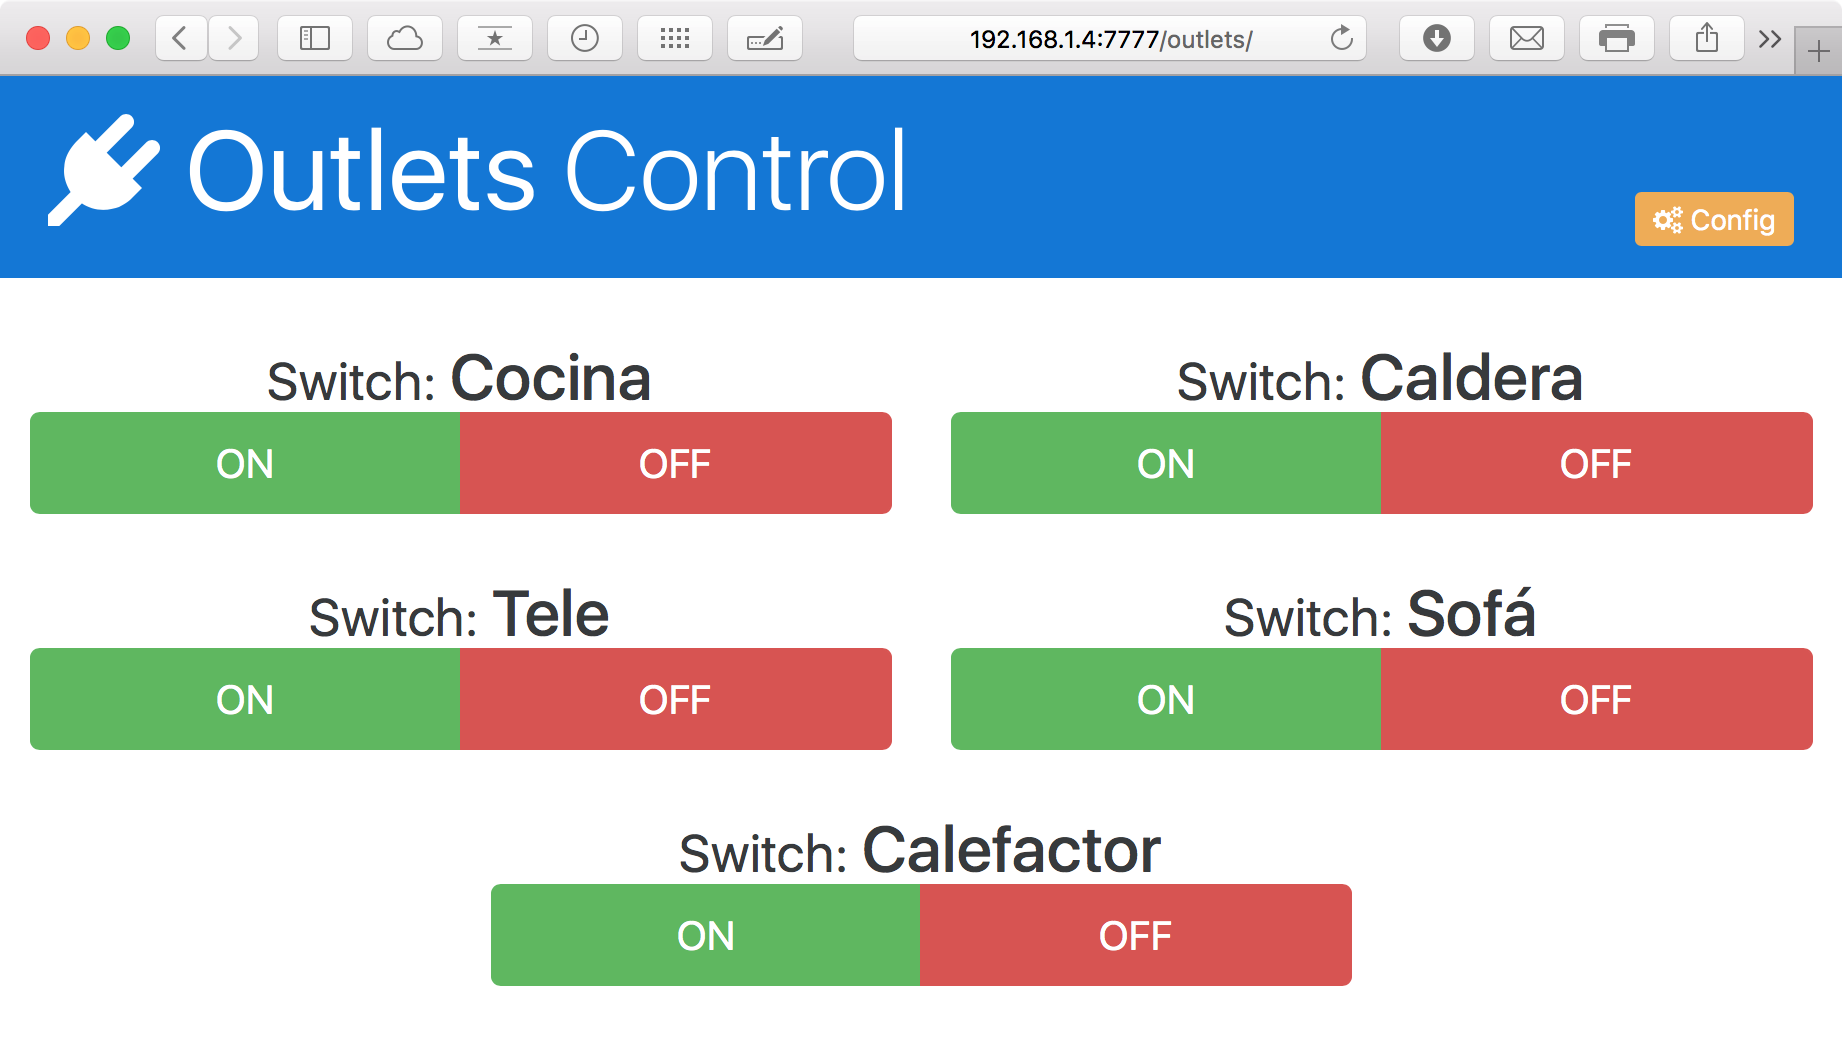 192.168.1.4:7777/outlets/
Outlets Control
Config
Switch: Cocina
ON OFF
Switch: Caldera
ON OFF
Switch: Tele
ON OFF
Switch: Sofá
ON OFF
Switch: Calefactor
ON OFF